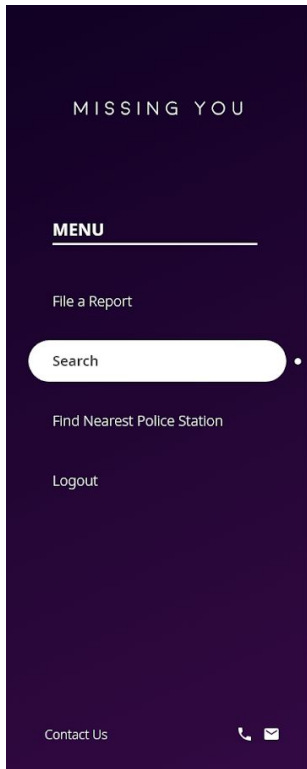 MISSING YOU
MENU
File a Report
Search
Find Nearest Police Station
Logout
Contact Us